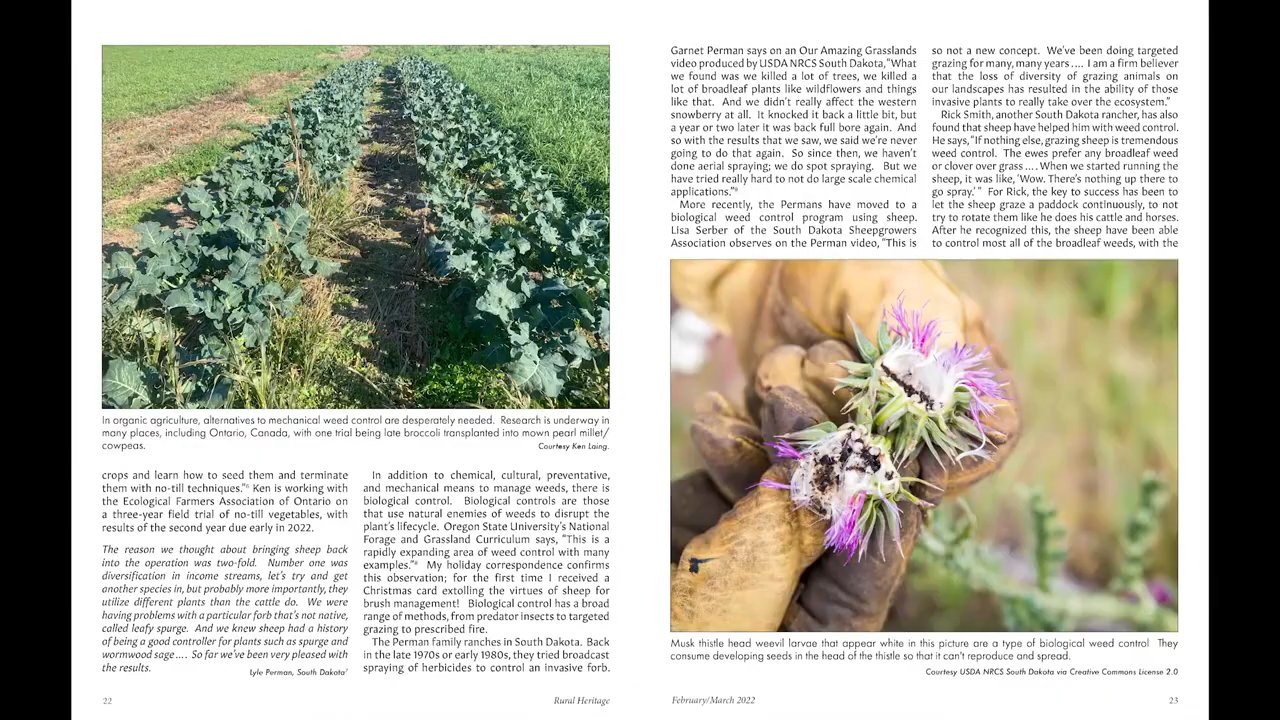 In organic agriculture, alternatives to mechanical weed control are desperately needed. Research is underway in
many places, including Ontario, Canada, with one trial being late broccoli transplanted into mown pearl millet/
cowpeas.
Courtesy Ken Laing.
crops and learn how to seed them and terminate
them with no-till techniques."⁶ Ken is working with
the Ecological Farmers Association of Ontario on
a three-year field trial of no-till vegetables, with
results of the second year due early in 2022.
The reason we thought about bringing sheep back
into the operation was two-fold. Number one was
diversification in income streams, let's try and get
another species in, but probably more importantly, they
utilize different plants than the cattle do. We were
having problems with a particular forb that's not native,
called leafy spurge. And we knew sheep had a history
of being a good controller for plants such as spurge and
wormwood sage.... So far we've been very pleased with
the results.
Lyle Perman, South Dakota⁷
In addition to chemical, cultural, preventative,
and mechanical means to manage weeds, there is
biological control. Biological controls are those
that use natural enemies of weeds to disrupt the
plant's lifecycle. Oregon State University's National
Forage and Grassland Curriculum says, "This is a
rapidly expanding area of weed control with many
examples."⁸ My holiday correspondence confirms
this observation; for the first time I received a
Christmas card extolling the virtues of sheep for
brush management! Biological control has a broad
range of methods, from predator insects to targeted
grazing to prescribed fire.
The Perman family ranches in South Dakota. Back
in the late 1970s or early 1980s, they tried broadcast
spraying of herbicides to control an invasive forb.
22
Rural Heritage
Garnet Perman says on an Our Amazing Grasslands
video produced by USDA NRCS South Dakota, "What
we found was we killed a lot of trees, we killed a
lot of broadleaf plants like wildflowers and things
like that. And we didn't really affect the western
snowberry at all. It knocked it back a little bit, but
a year or two later it was back full bore again. And
so with the results that we saw, we said we're never
going to do that again. So since then, we haven't
done aerial spraying; we do spot spraying. But we
have tried really hard to not do large scale chemical
applications."⁹
More recently, the Permans have moved to a
biological weed control program using sheep.
Lisa Serber of the South Dakota Sheepgrowers
Association observes on the Perman video, "This is
so not a new concept. We've been doing targeted
grazing for many, many years.... I am a firm believer
that the loss of diversity of grazing animals on
our landscapes has resulted in the ability of those
invasive plants to really take over the ecosystem."
Rick Smith, another South Dakota rancher, has also
found that sheep have helped him with weed control.
He says, "If nothing else, grazing sheep is tremendous
weed control. The ewes prefer any broadleaf weed
or clover over grass.... When we started running the
sheep, it was like, 'Wow. There's nothing up there to
go spray.' " For Rick, the key to success has been to
let the sheep graze a paddock continuously, to not
try to rotate them like he does his cattle and horses.
After he recognized this, the sheep have been able
to control most all of the broadleaf weeds, with the
Musk thistle head weevil larvae that appear white in this picture are a type of biological weed control They
consume developing seeds in the head of the thistle so that it can't reproduce and spread.
Courtesy USDA NRCS South Dakota via Creative Commons License 2.0
February/March 2022
23